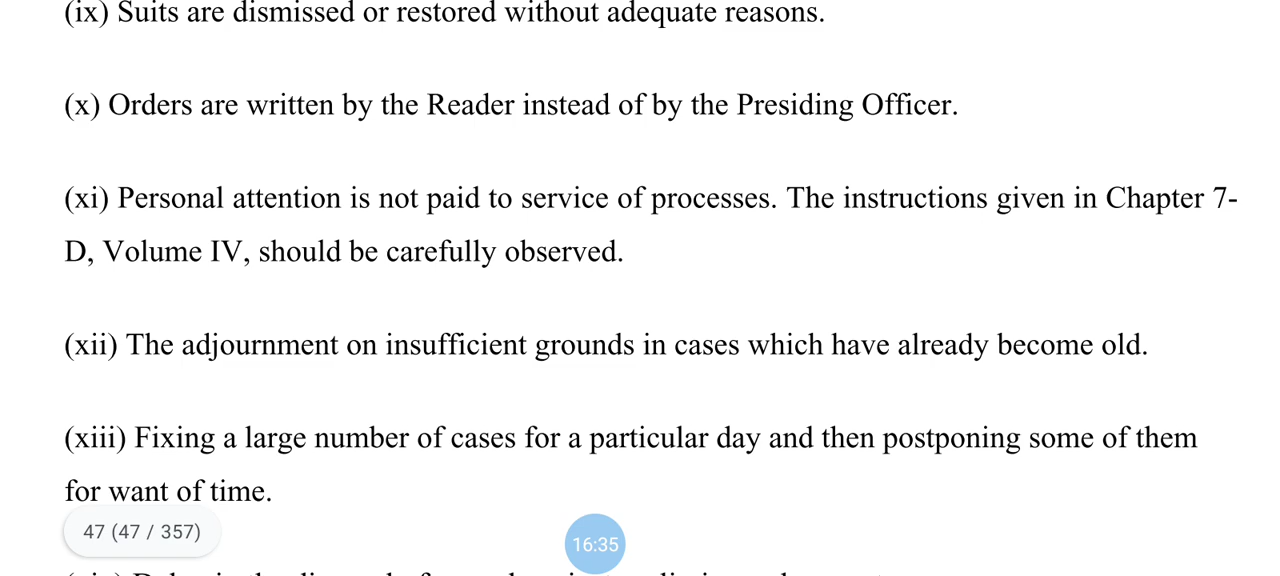 (ix) Suits are dismissed or restored without adequate reasons.
(x) Orders are written by the Reader instead of by the Presiding Officer.
(xi) Personal attention is not paid to service of processes. The instructions given in Chapter 7-
D, Volume IV, should be carefully observed.
(xii) The adjournment on insufficient grounds in cases which have already become old.
(xiii) Fixing a large number of cases for a particular day and then postponing some of them
for want of time.
47 (47 / 357)
16:35